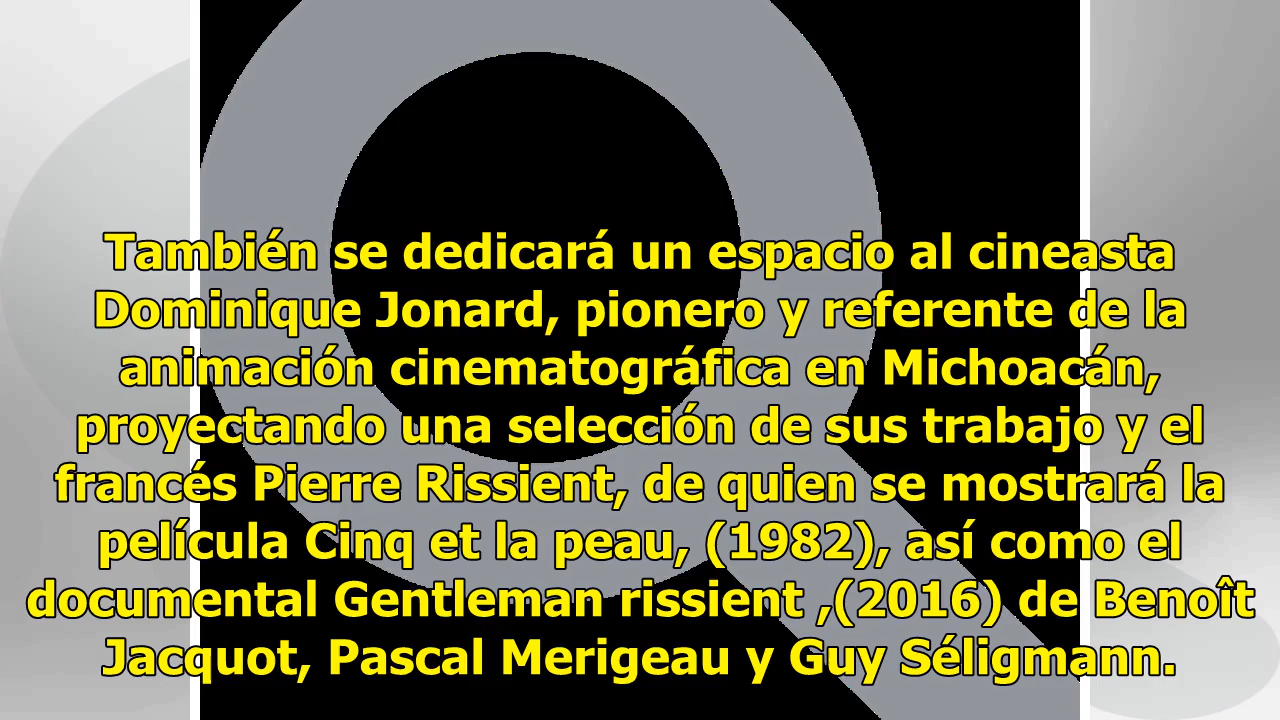 También se dedicará un espacio al cineasta
Dominique Jonard, pionero y referente de la
animación cinematográfica en Michoacán,
proyectando una selección de sus trabajo y el
francés Pierre Rissient, de quien se mostrará la
película Cinq et la peau, (1982), así como el
documental Gentleman rissient ,(2016) de Benoît
Jacquot, Pascal Merigeau y Guy Séligmann.